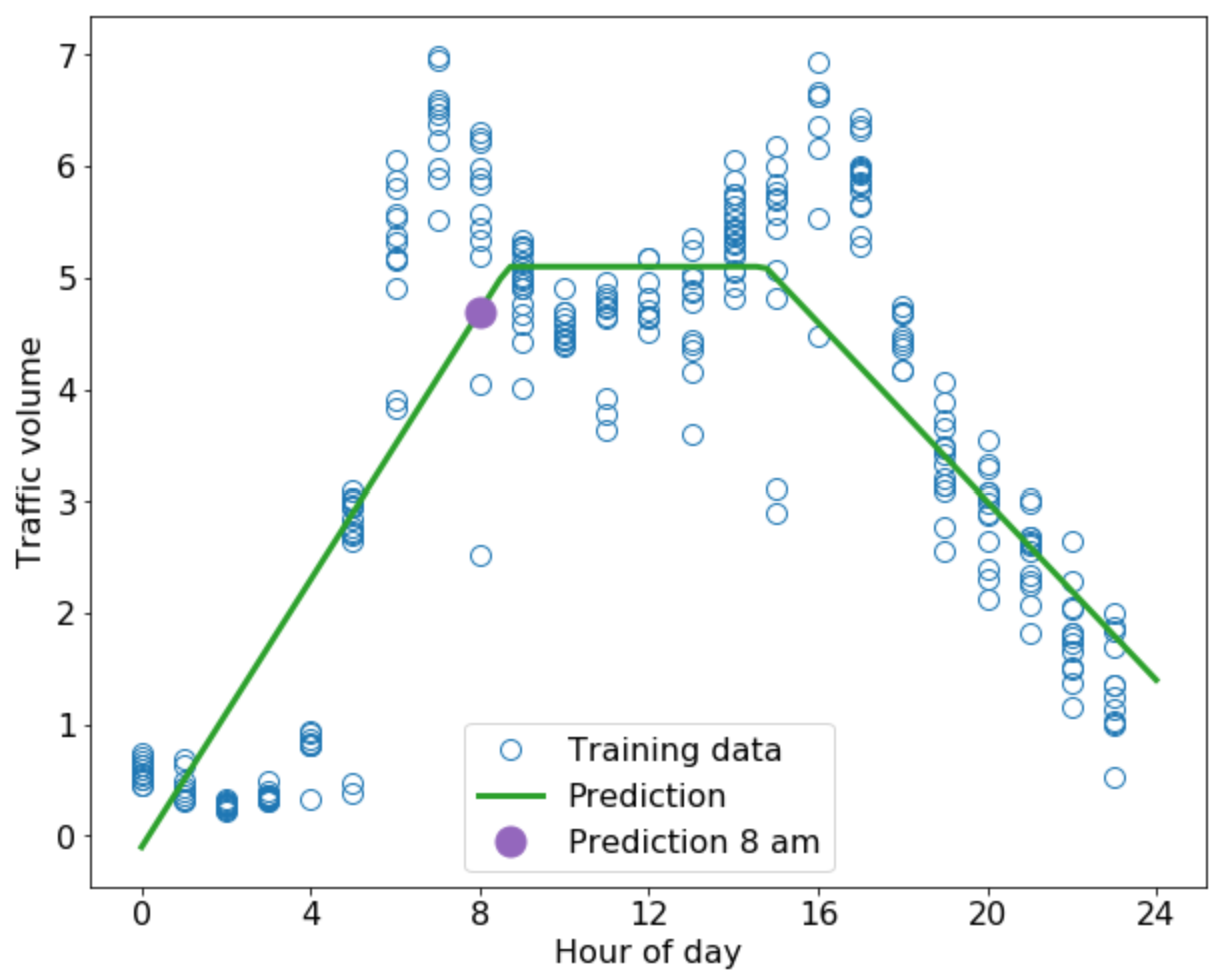 7
6
5
4
3
2
1
0
Traffic volume
Training data
Prediction
Prediction 8 am
0 4 8 12 16 20 24
Hour of day